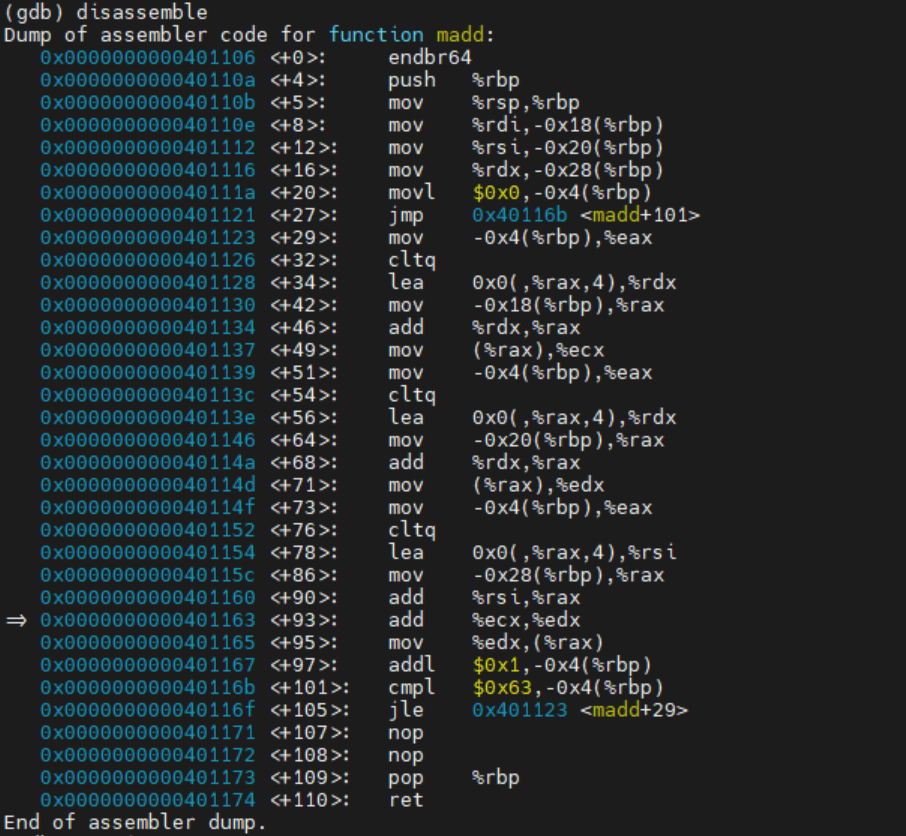 (gdb) disassemble
Dump of assembler code for function madd:
   0x0000000000401106 <+0>:     endbr64
   0x000000000040110a <+4>:     push   %rbp
   0x000000000040110b <+5>:     mov    %rsp,%rbp
   0x000000000040110e <+8>:     mov    %rdi,-0x18(%rbp)
   0x0000000000401112 <+12>:    mov    %rsi,-0x20(%rbp)
   0x0000000000401116 <+16>:    mov    %rdx,-0x28(%rbp)
   0x000000000040111a <+20>:    movl   $0x0,-0x4(%rbp)
   0x0000000000401121 <+27>:    jmp    0x40116b <madd+101>
   0x0000000000401123 <+29>:    mov    -0x4(%rbp),%eax
   0x0000000000401126 <+32>:    cltq
   0x0000000000401128 <+34>:    lea    0x0(,%rax,4),%rdx
   0x0000000000401130 <+42>:    mov    -0x18(%rbp),%rax
   0x0000000000401134 <+46>:    add    %rdx,%rax
   0x0000000000401137 <+49>:    mov    (%rax),%ecx
   0x0000000000401139 <+51>:    mov    -0x4(%rbp),%eax
   0x000000000040113c <+54>:    cltq
   0x000000000040113e <+56>:    lea    0x0(,%rax,4),%rdx
   0x0000000000401146 <+64>:    mov    -0x20(%rbp),%rax
   0x000000000040114a <+68>:    add    %rdx,%rax
   0x000000000040114d <+71>:    mov    (%rax),%edx
   0x000000000040114f <+73>:    mov    -0x4(%rbp),%eax
   0x0000000000401152 <+76>:    cltq
   0x0000000000401154 <+78>:    lea    0x0(,%rax,4),%rsi
   0x000000000040115c <+86>:    mov    -0x28(%rbp),%rax
   0x0000000000401160 <+90>:    add    %rsi,%rax
=> 0x0000000000401163 <+93>:    add    %ecx,%edx
   0x0000000000401165 <+95>:    mov    %edx,(%rax)
   0x0000000000401167 <+97>:    addl   $0x1,-0x4(%rbp)
   0x000000000040116b <+101>:   cmpl   $0x63,-0x4(%rbp)
   0x000000000040116f <+105>:   jle    0x401123 <madd+29>
   0x0000000000401171 <+107>:   nop
   0x0000000000401172 <+108>:   nop
   0x0000000000401173 <+109>:   pop    %rbp
   0x0000000000401174 <+110>:   ret
End of assembler dump.